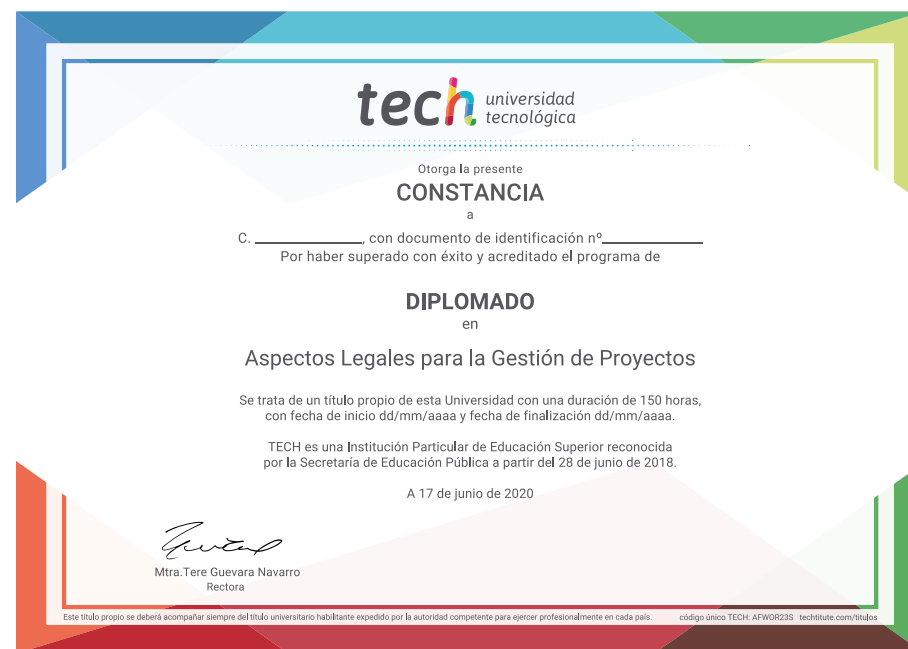 tech universidad
tecnológica
Otorga la presente
CONSTANCIA
a
C. ____________, con documento de identificación nº____________
Por haber superado con éxito y acreditado el programa de
DIPLOMADO
en
Aspectos Legales para la Gestión de Proyectos
Se trata de un título propio de esta Universidad con una duración de 150 horas,
con fecha de inicio dd/mm/aaaa y fecha de finalización dd/mm/aaaa.
TECH es una Institución Particular de Educación Superior reconocida
por la Secretaría de Educación Pública a partir del 28 de junio de 2018.
A 17 de junio de 2020
Mtra.Tere Guevara Navarro
Rectora
Este título propio se deberá acompañar siempre del título universitario habilitante expedido por la autoridad competente para ejercer profesionalmente en cada país. código único TECH: AFWOR23S techtitute.com/titulos